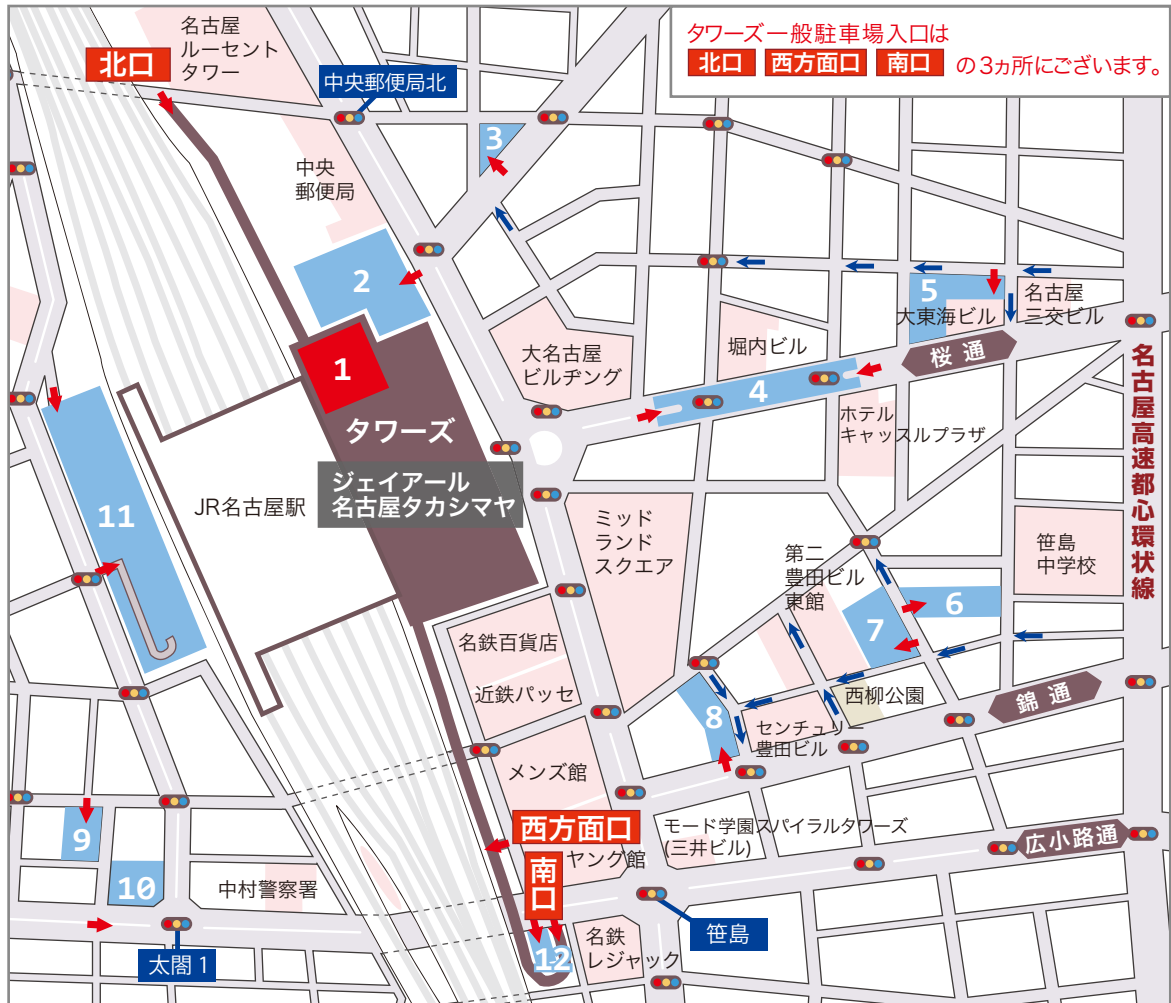 タワーズ一般駐車場入口は
北口 西方面口 南口 の3ヵ所にございます。
名古屋
ルーセント
タワー
北口
中央郵便局北
3
中央
郵便局
2
5
大東海ビル
名古屋
三交ビル
桜通
名古屋高速都心環状線
1
大名古屋
ビルヂング
堀内ビル
4
タワーズ
ジェイアール
名古屋タカシマヤ
ホテル
キャッスルプラザ
11
JR名古屋駅
ミッド
ランド
スクエア
第二
豊田ビル
東館
笹島
中学校
6
7
名鉄百貨店
近鉄パッセ
8
西柳公園
錦通
センチュリー
豊田ビル
メンズ館
西方面口
モード学園スパイラルタワーズ
(三井ビル)
広小路通
9
ヤング館
南口
10
中村警察署
笹島
太閤1
12
名鉄
レジャック